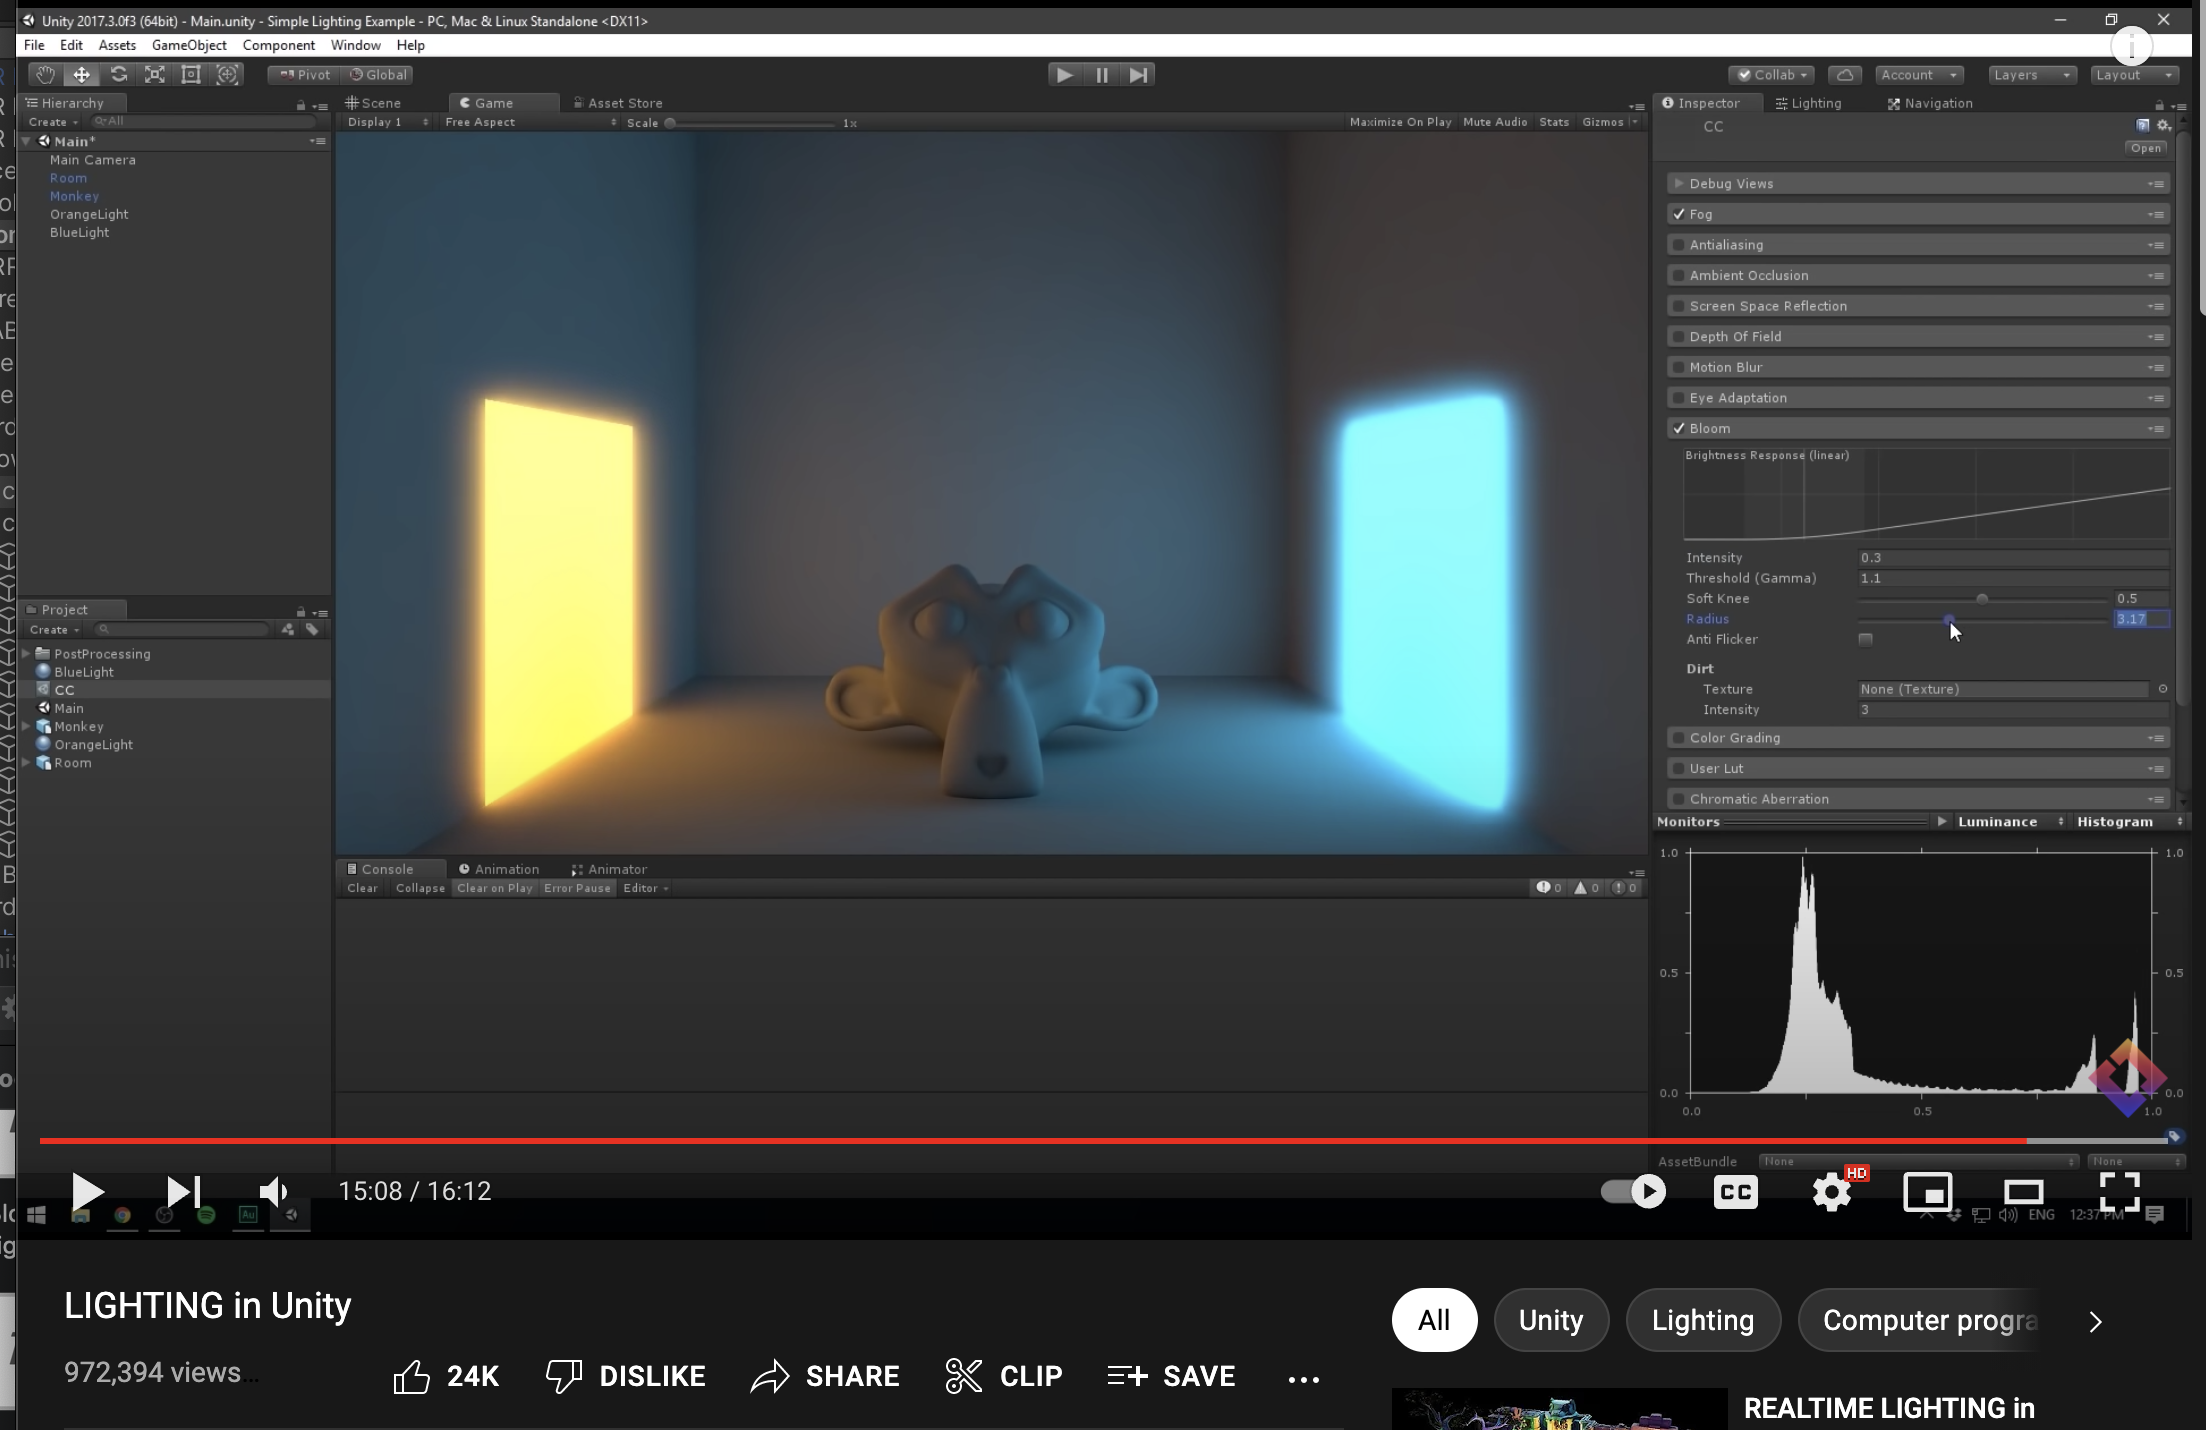 Unity 2017.3.0f3 (64bit) - Main.unity - Simple Lighting Example - PC, Mac & Linux Standalone <DX11>
File Edit Assets GameObject Component Window Help
Pivot Global
Collab Account Layers Layout
Hierarchy
Create All
Main*
Main Camera
Room
Monkey
OrangeLight
BlueLight
Scene Game Asset Store
Display 1 Free Aspect Scale 1x Maximize On Play Mute Audio Stats Gizmos
Inspector Lighting Navigation
CC
Open
Debug Views
Fog
Antialiasing
Ambient Occlusion
Screen Space Reflection
Depth Of Field
Motion Blur
Eye Adaptation
Bloom
Brightness Response (linear)
Intensity 0.3
Threshold (Gamma) 1.1
Soft Knee 0.5
Radius 3.17
Anti Flicker
Dirt
Texture None (Texture)
Intensity 3
Color Grading
User Lut
Chromatic Aberration
Monitors Luminance Histogram
1.0 1.0
0.5 0.5
0.0 0.0
0.0 0.5 1.0
AssetBundle None None
Project
Create
PostProcessing
BlueLight
CC
Main
Monkey
OrangeLight
Room
Console Animation Animator
Clear Collapse Clear on Play Error Pause Editor 0 0 0
15:08 / 16:12 CC HD
Au ENG 12:37 PM
LIGHTING in Unity
972,394 views...
24K DISLIKE SHARE CLIP SAVE
All Unity Lighting Computer progra
REALTIME LIGHTING in